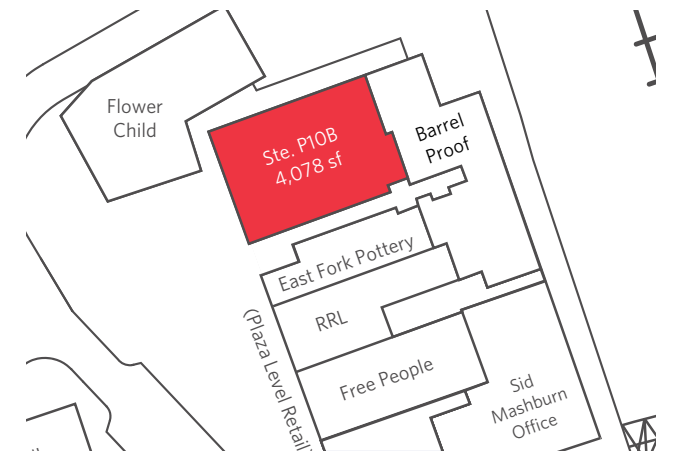 Flower
Child
Ste. P10B
4,078 sf
Barrel
Proof
East Fork Pottery
RRL
Free People
(Plaza Level Retail
Sid
Mashburn
Office